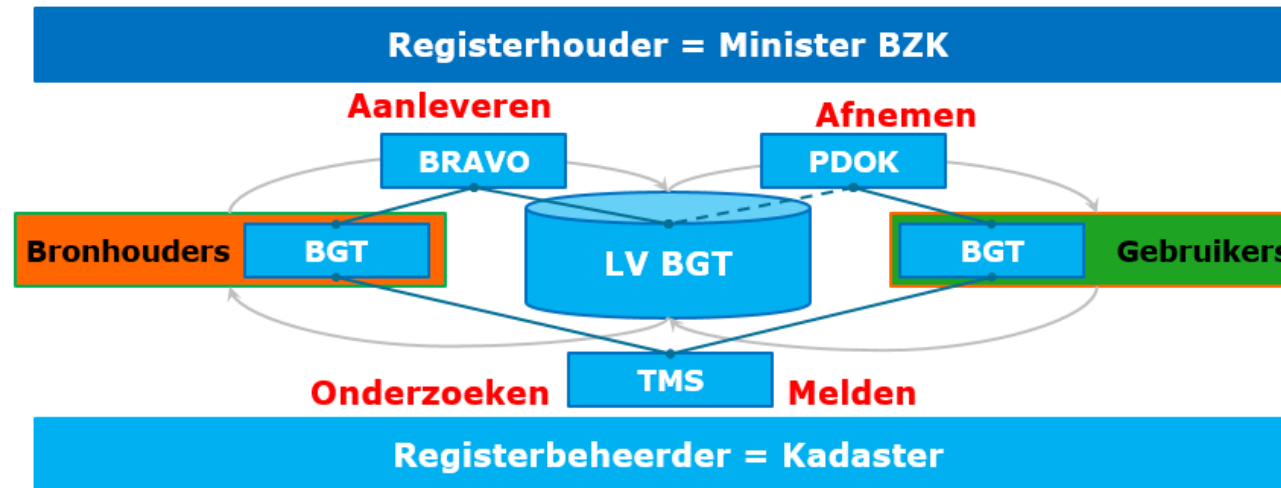 Registerhouder = Minister BZK
Aanleveren
Afnemen
BRAVO
PDOK
Bronhouders
BGT
LV BGT
BGT
Gebruikers
TMS
Onderzoeken
Melden
Registerbeheerder = Kadaster